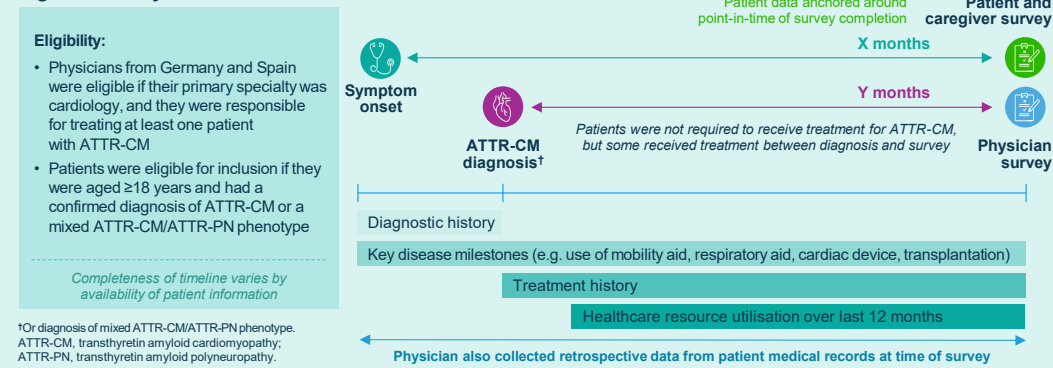 Eligibility:
• Physicians from Germany and Spain
were eligible if their primary specialty was
cardiology, and they were responsible
for treating at least one patient
with ATTR-CM
• Patients were eligible for inclusion if they
were aged ≥18 years and had a
confirmed diagnosis of ATTR-CM or a
mixed ATTR-CM/ATTR-PN phenotype
Completeness of timeline varies by
availability of patient information
†Or diagnosis of mixed ATTR-CM/ATTR-PN phenotype.
ATTR-CM, transthyretin amyloid cardiomyopathy;
ATTR-PN, transthyretin amyloid polyneuropathy.
Patient data anchored around
point-in-time of survey completion
Patient and
caregiver survey
X months
Symptom
onset
Y months
Patients were not required to receive treatment for ATTR-CM,
but some received treatment between diagnosis and survey
ATTR-CM
diagnosis†
Physician
survey
Diagnostic history
Key disease milestones (e.g. use of mobility aid, respiratory aid, cardiac device, transplantation)
Treatment history
Healthcare resource utilisation over last 12 months
Physician also collected retrospective data from patient medical records at time of survey